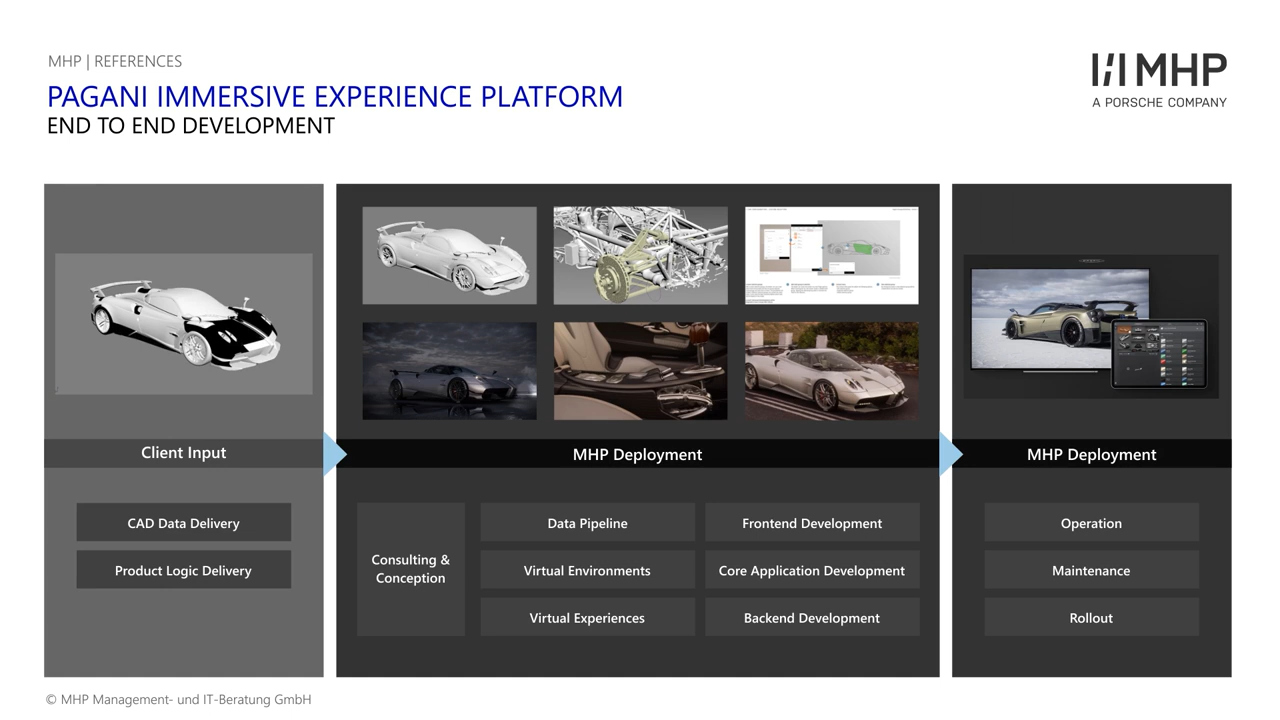 MHP | REFERENCES
PAGANI IMMERSIVE EXPERIENCE PLATFORM
END TO END DEVELOPMENT
MHP
A PORSCHE COMPANY
Client Input
MHP Deployment
MHP Deployment
CAD Data Delivery
Product Logic Delivery
Consulting &
Conception
Data Pipeline
Frontend Development
Virtual Environments
Core Application Development
Virtual Experiences
Backend Development
Operation
Maintenance
Rollout
© MHP Management- und IT-Beratung GmbH